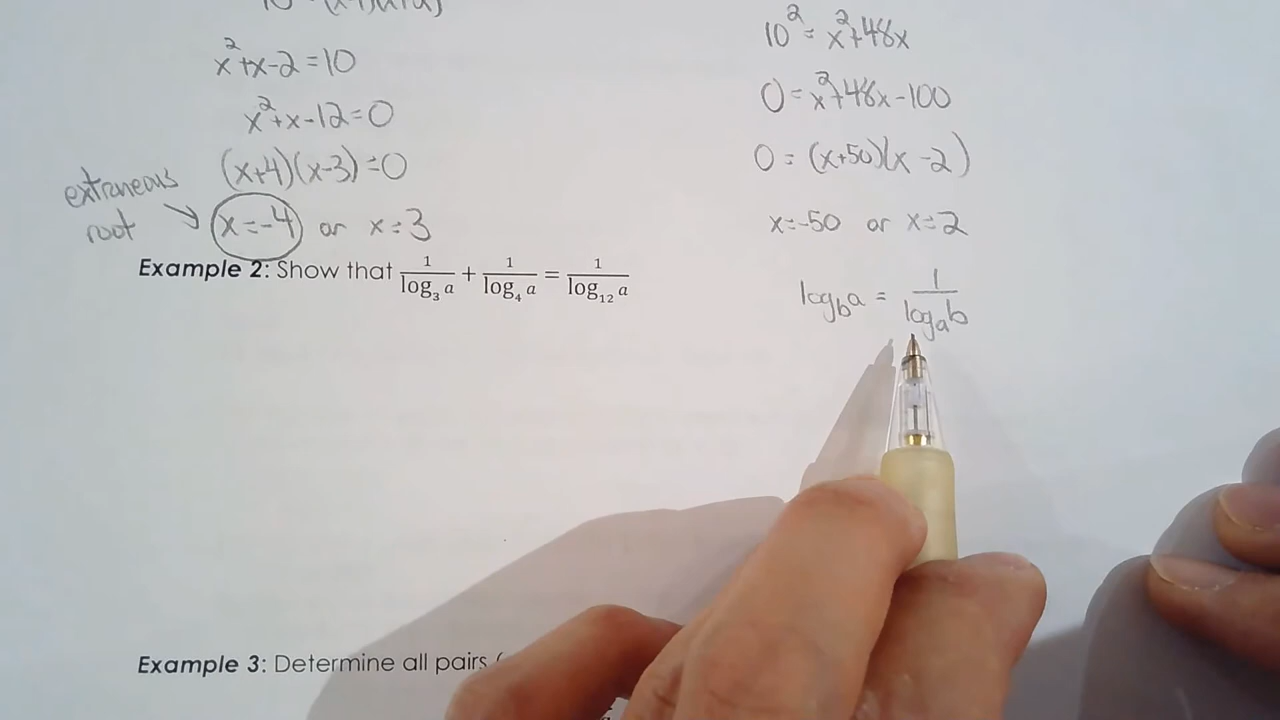 x²+x-2=10
x²+x-12=0
(x+4)(x-3)=0
extraneous root
x=-4 or x=3
10²=x²+48x
0=x²+48x-100
0=(x+50)(x-2)
x=-50 or x=2
Example 2: Show that 1/log₃ a + 1/log₄ a = 1/log₁₂ a
log_b a = 1/log_a b
Example 3: Determine all pairs (